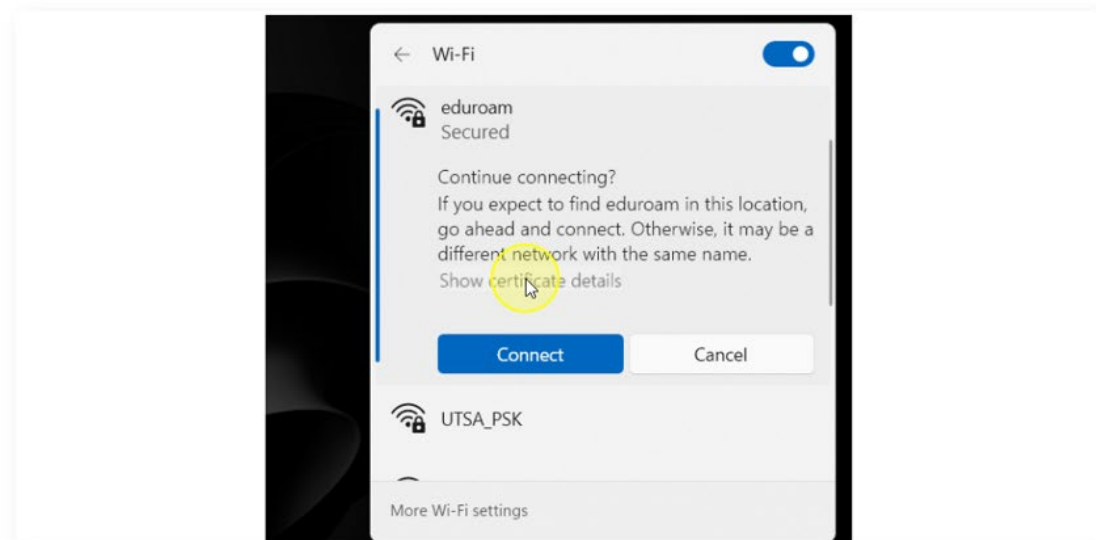 Wi-Fi
eduroam
Secured
Continue connecting?
If you expect to find eduroam in this location,
go ahead and connect. Otherwise, it may be a
different network with the same name.
Show certificate details
Connect
Cancel
UTSA_PSK
More Wi-Fi settings